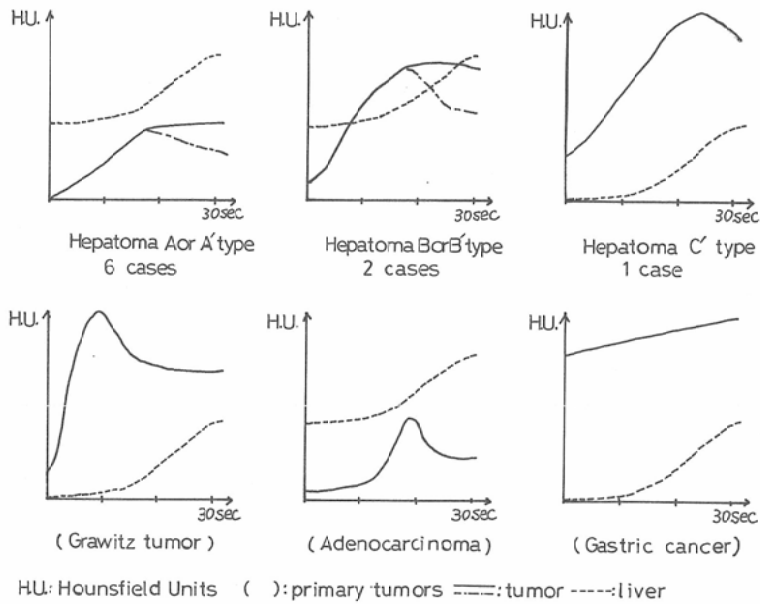 H.U. H.U. H.U.
30sec 30sec 30sec
Hepatoma A or A´ type Hepatoma B or B´ type Hepatoma C´ type
6 cases 2 cases 1 case
H.U. H.U. H.U.
30sec 30sec 30sec
(Grawitz tumor) (Adenocarcinoma) (Gastric cancer)
H.U.: Hounsfield Units ( ): primary tumors :tumor :liver